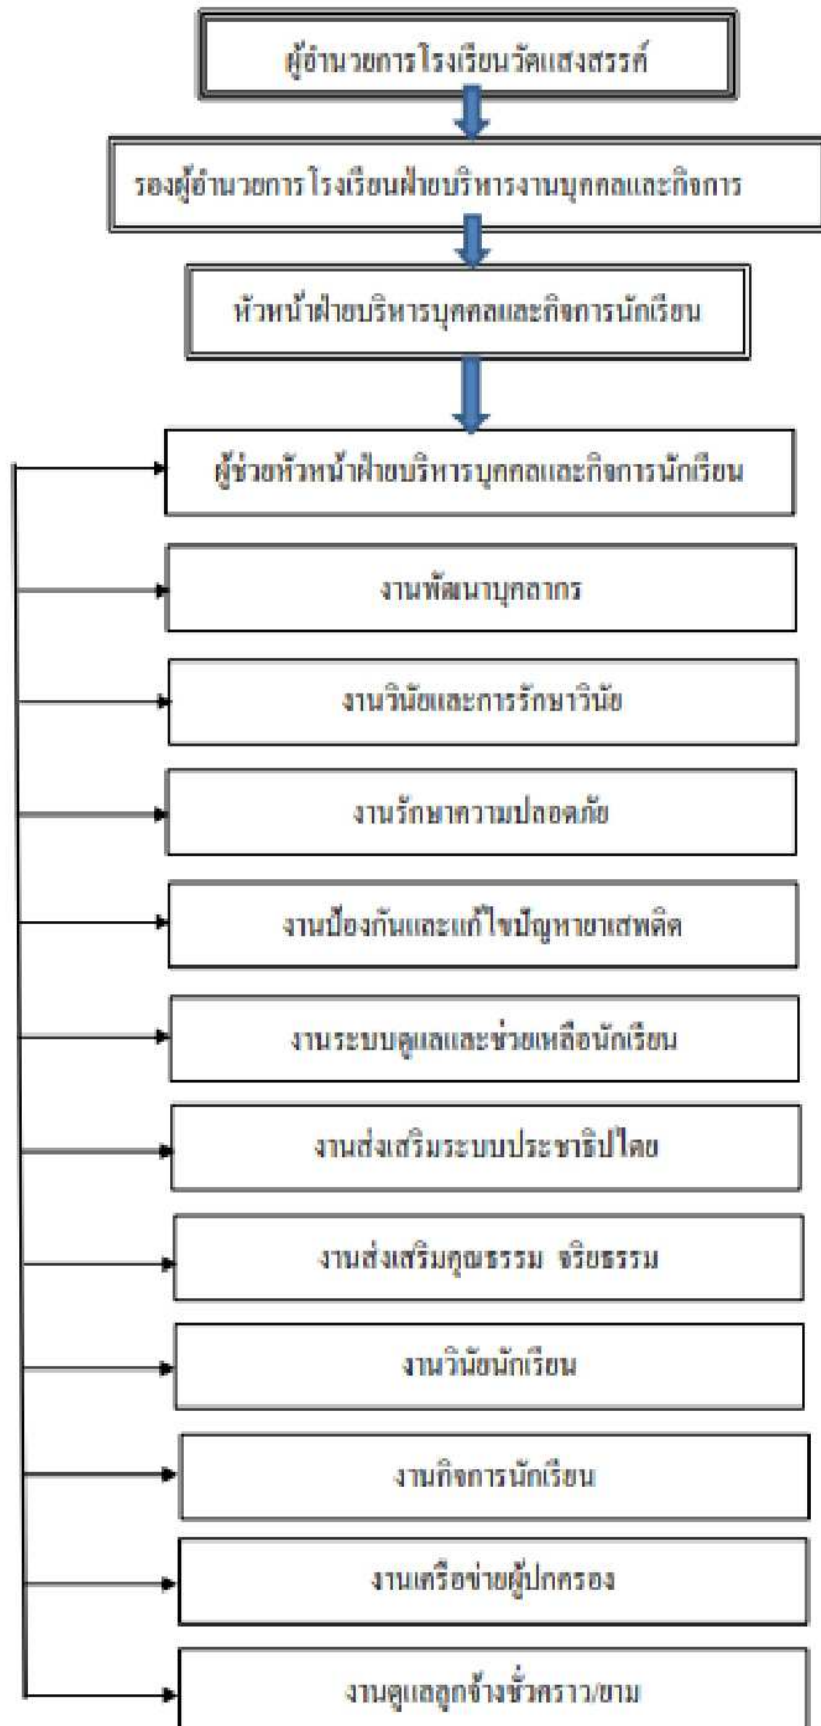 ผู้อำนวยการโรงเรียนวัดแสงสรรค์
รองผู้อำนวยการโรงเรียนฝ่ายบริหารงานบุคคลและกิจการ
หัวหน้าฝ่ายบริหารบุคคลและกิจการนักเรียน
ผู้ช่วยหัวหน้าฝ่ายบริหารบุคคลและกิจการนักเรียน
งานพัฒนาบุคลากร
งานวินัยและการรักษาวินัย
งานรักษาความปลอดภัย
งานป้องกันและแก้ไขปัญหายาเสพติด
งานระบบดูแลและช่วยเหลือนักเรียน
งานส่งเสริมระบบประชาธิปไตย
งานส่งเสริมคุณธรรม จริยธรรม
งานวินัยนักเรียน
งานกิจการนักเรียน
งานเครือข่ายผู้ปกครอง
งานดูแลลูกจ้างชั่วคราว/ยาม